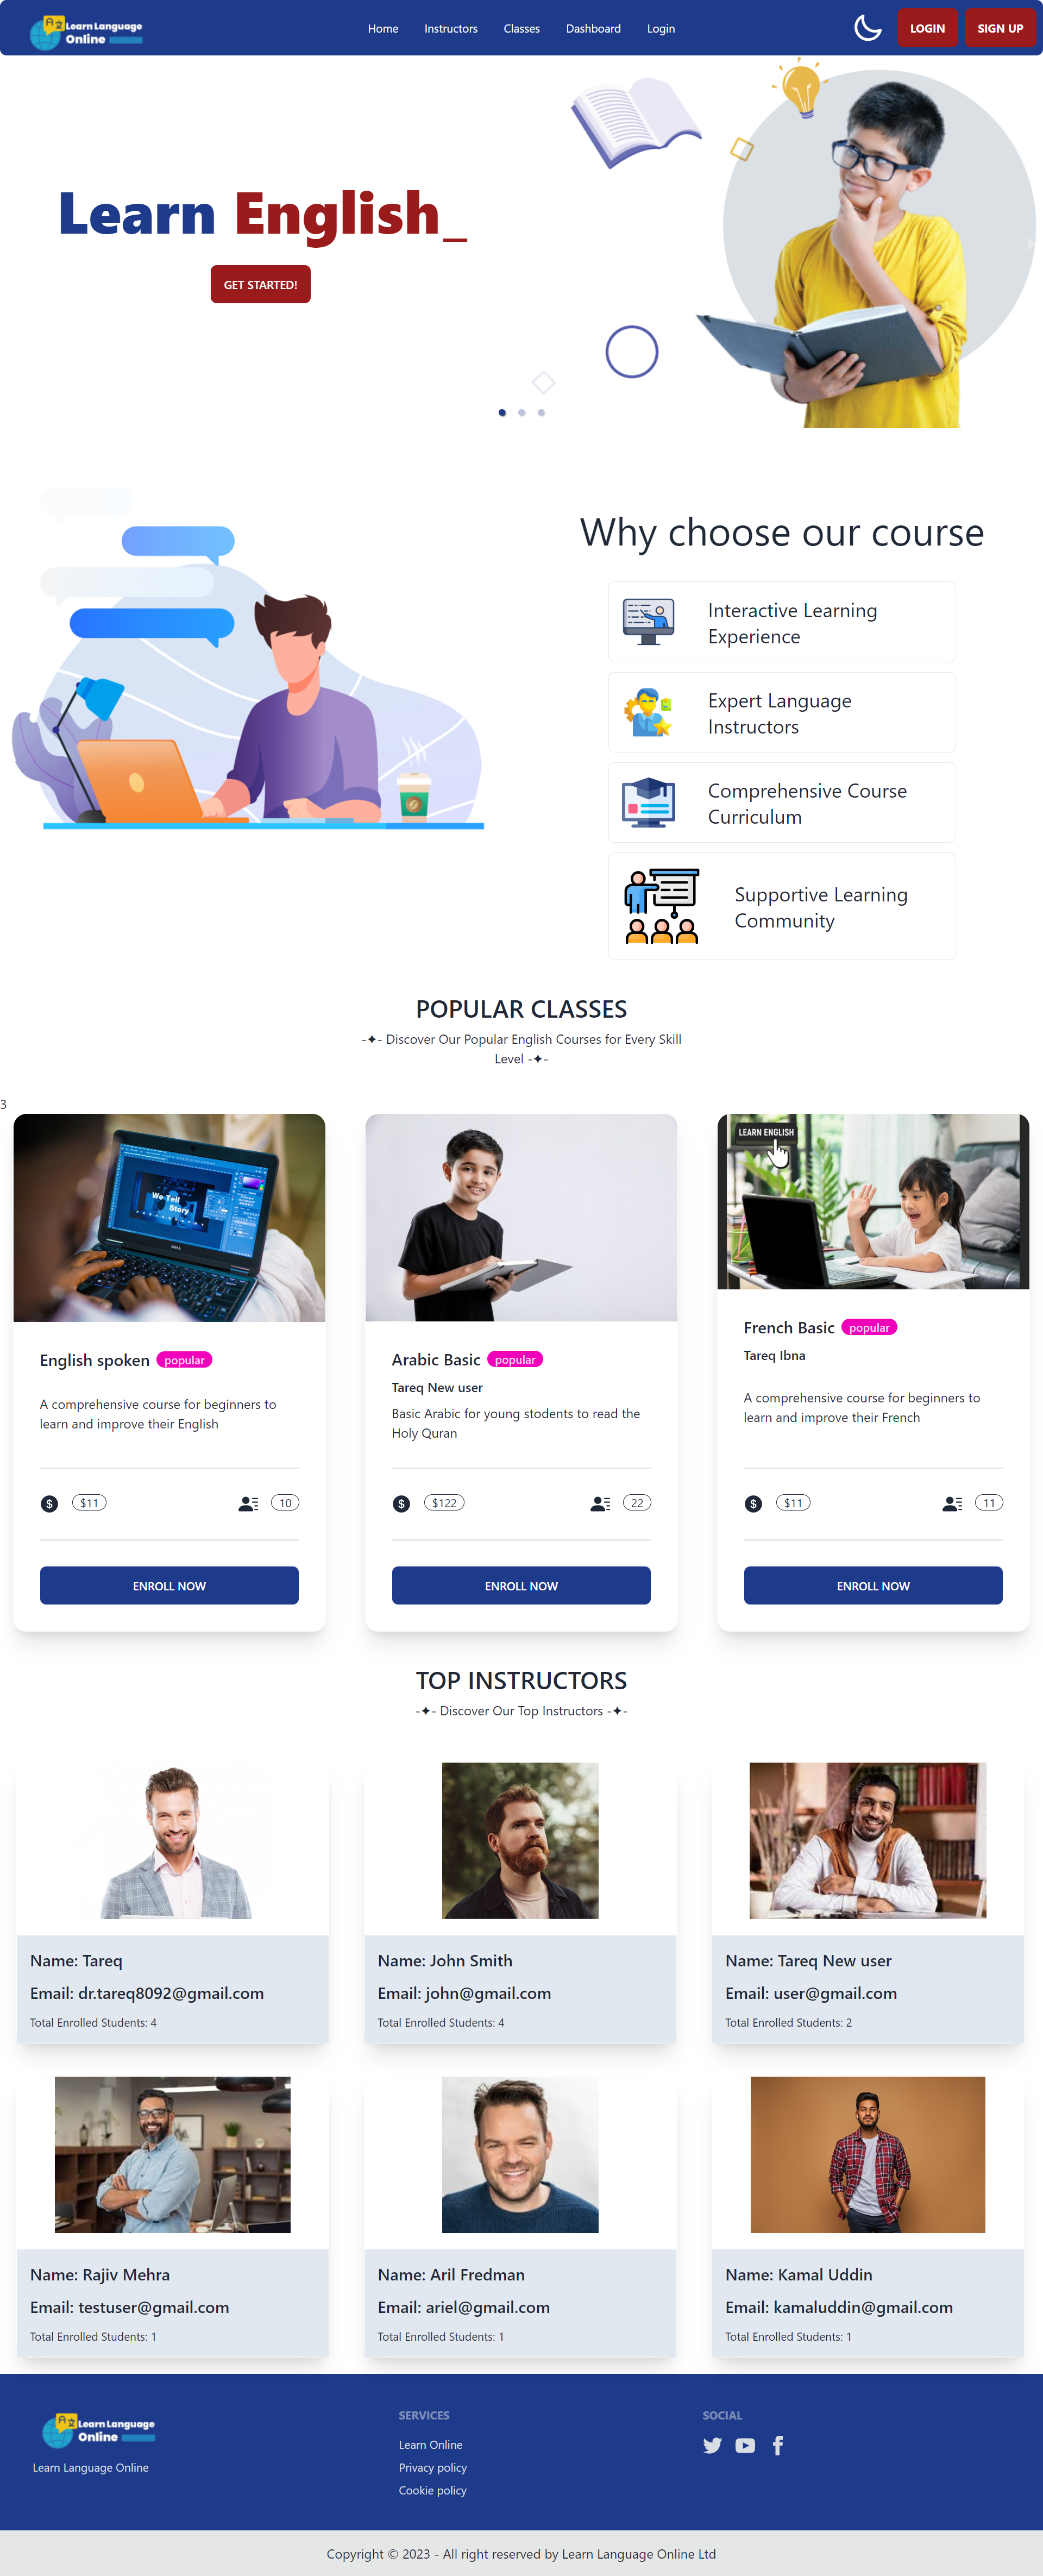 Learn Language
Online
Home
Instructors
Classes
Dashboard
Login
LOGIN
SIGN UP
Learn English_
GET STARTED!
Why choose our course
Interactive Learning
Experience
Expert Language
Instructors
Comprehensive Course
Curriculum
Supportive Learning
Community
POPULAR CLASSES
-✦- Discover Our Popular English Courses for Every Skill
Level -✦-
3
We Tell
Story
DELL
LEARN ENGLISH
English spoken popular
A comprehensive course for beginners to
learn and improve their English
$11
10
ENROLL NOW
Arabic Basic popular
Tareq New user
Basic Arabic for young stodents to read the
Holy Quran
$122
22
ENROLL NOW
French Basic popular
Tareq Ibna
A comprehensive course for beginners to
learn and improve their French
$11
11
ENROLL NOW
TOP INSTRUCTORS
-✦- Discover Our Top Instructors -✦-
Name: Tareq
Email: dr.tareq8092@gmail.com
Total Enrolled Students: 4
Name: John Smith
Email: john@gmail.com
Total Enrolled Students: 4
Name: Tareq New user
Email: user@gmail.com
Total Enrolled Students: 2
Name: Rajiv Mehra
Email: testuser@gmail.com
Total Enrolled Students: 1
Name: Aril Fredman
Email: ariel@gmail.com
Total Enrolled Students: 1
Name: Kamal Uddin
Email: kamaluddin@gmail.com
Total Enrolled Students: 1
Learn Language
Online
Learn Language Online
SERVICES
Learn Online
Privacy policy
Cookie policy
SOCIAL
Copyright © 2023 - All right reserved by Learn Language Online Ltd